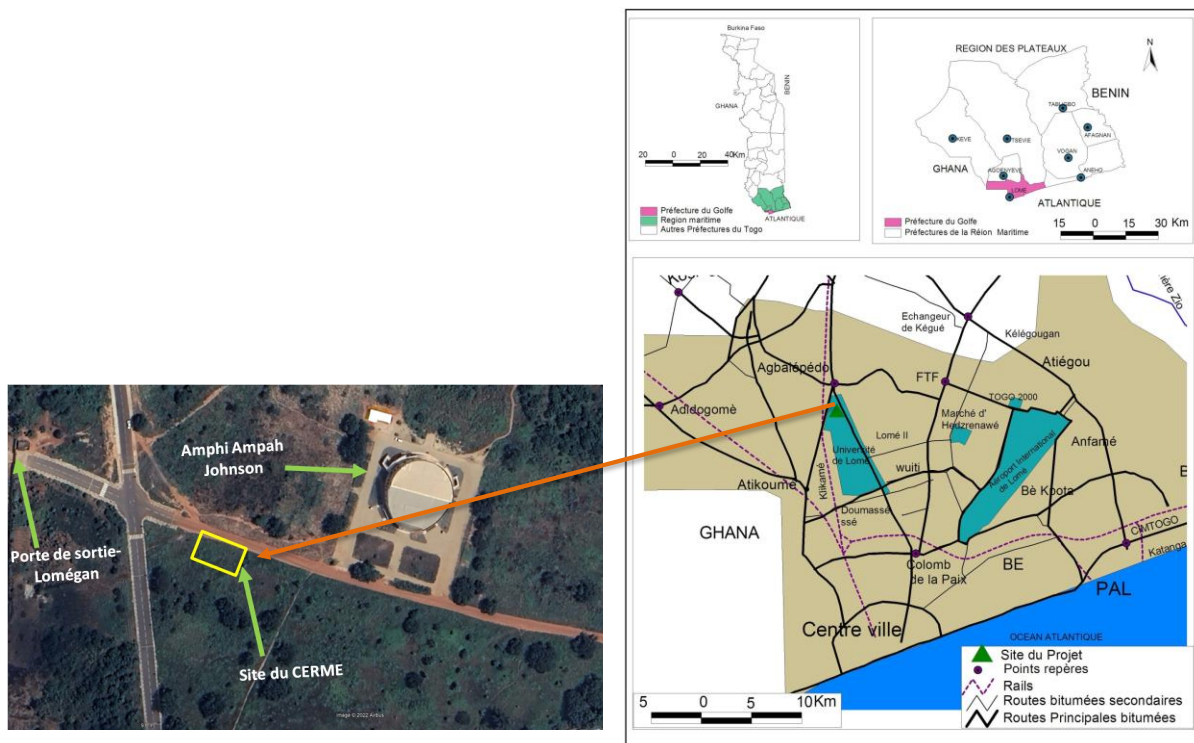 Burkina Faso
GHANA
BENIN
20 0 20 40 Km
Préfecture du Golfe
Region maritime
Autres Préfectures du Togo
ATLANTIQUE
N
REGION DES PLATEAUX
BENIN
TABLIGBO
AFAGNAN
KEVE
TSEVIE
VOGAN
GHANA
AGOENYEVE
ANEHO
LOME
ATLANTIQUE
Préfecture du Golfe
Préfectures de la Réion Maritime
15 0 15 30 Km
Echangeur
de Kégué
Kélégougan
Agbalépédo
FTF
Atiégou
TOGO 2000
Adidogomè
Marché d'
Hedzrenawé
Université
de Lomé
Lomé II
Anfamé
Aéroport International
de Lomé
wuiti
Atikoumé
Klikamé
Bè Kpota
B
Doumassé
ssé
GHANA
CIMTOGO
Katanga
Colomb
de la Paix
BE
PAL
Centre ville
OCEAN ATLANTIQUE
Site du Projet
Points repères
Rails
Routes bitumées secondaires
Routes Principales bitumées
5 0 5 10Km
Amphi Ampah
Johnson
Porte de sortie-
Lomégan
Site du CERME
Image © 2022 Airbus